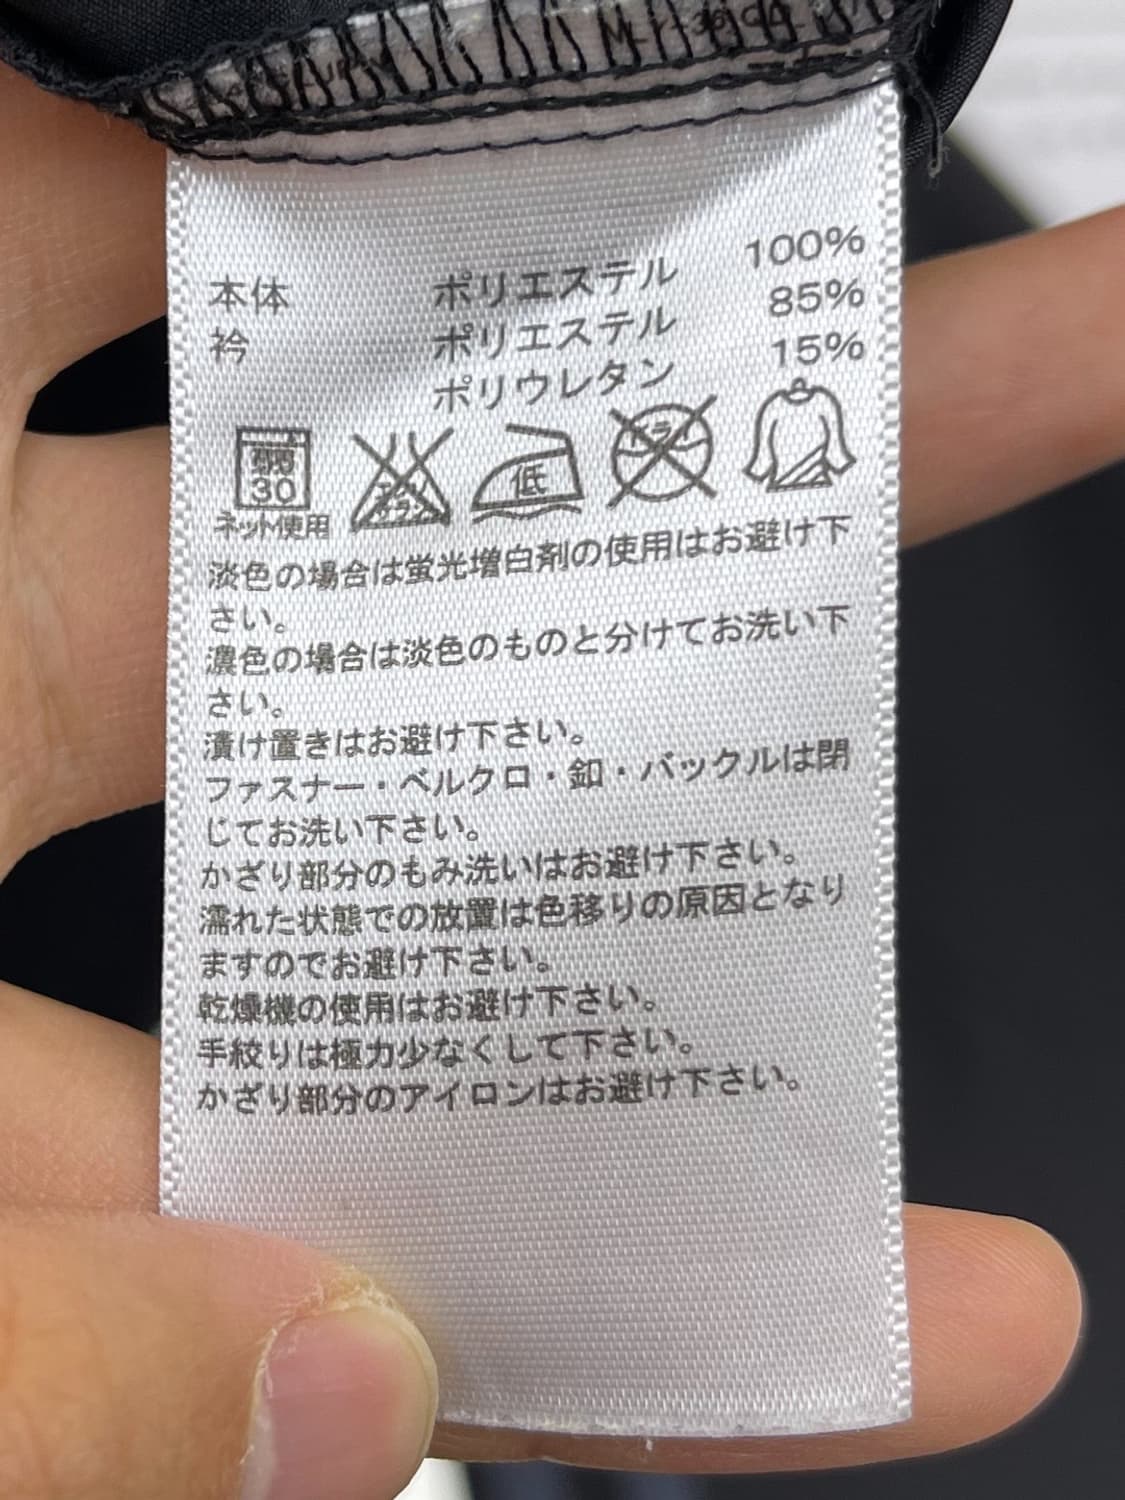 本体 ポリエステル 100%
衿 ポリエステル 85%
ポリウレタン 15%
弱 30 低 ドライ
ネット使用
淡色の場合は蛍光増白剤の使用はお避け下
さい。
濃色の場合は淡色のものと分けてお洗い下
さい。
漬け置きはお避け下さい。
ファスナー・ベルクロ・釦・バックルは閉
じてお洗い下さい。
かざり部分のもみ洗いはお避け下さい。
濡れた状態での放置は色移りの原因となり
ますのでお避け下さい。
乾燥機の使用はお避け下さい。
手絞りは極力少なくして下さい。
かざり部分のアイロンはお避け下さい。